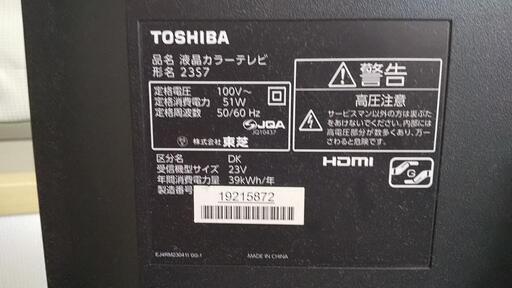 TOSHIBA
品名 液晶カラーテレビ
形名 23S7
定格電圧 100V~
定格消費電力 51W
定格周波数 50/60 Hz
JQA
JQ10437
株式会社 東芝
区分名 DK
受信機型サイズ 23V
年間消費電力量 39kWh/年
製造番号
19215872
MADE IN CHINA
警告
高圧注意
サービスマン以外の方は裏ぶたをあけないでください。内部には
高電圧部分が数多くあり、万一
さわると危険です。
HDMI
G